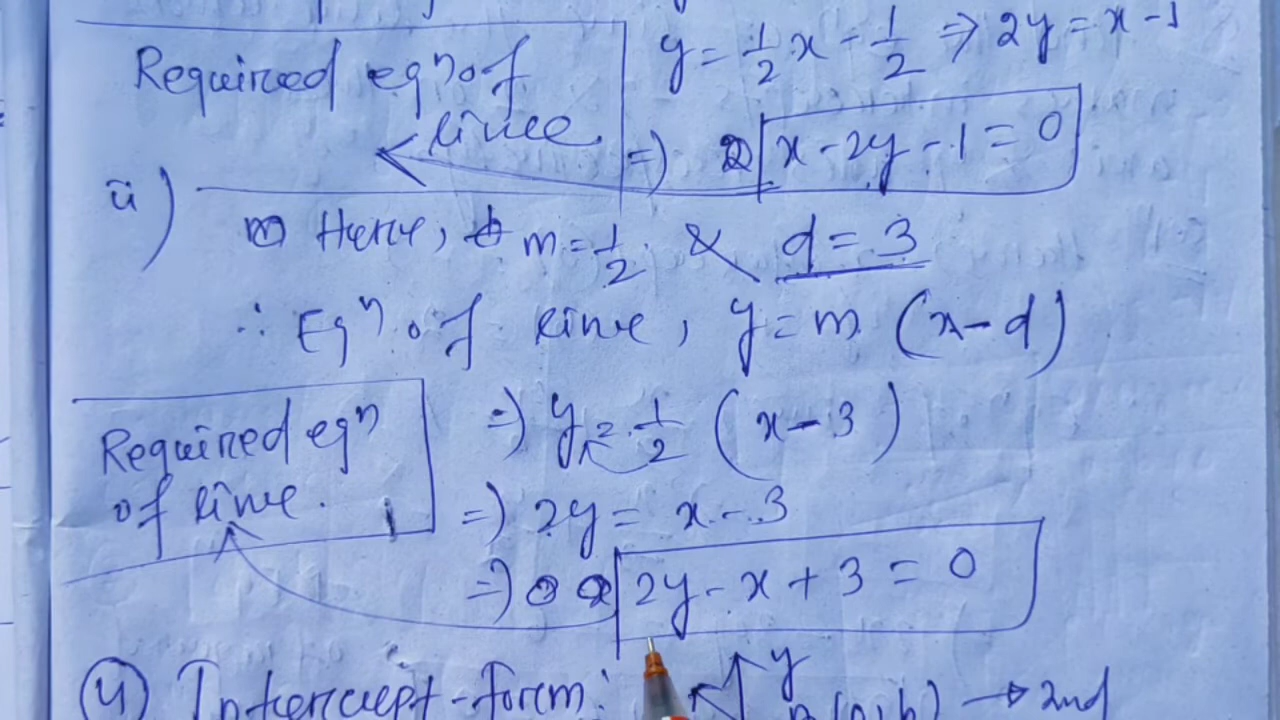 Required eqⁿ of line.
y = 1/2 x - 1/2 ⇒ 2y = x - 1
⇒ x - 2y - 1 = 0
ii)
Here, m = 1/2 & d = 3
∴ Eqⁿ of line, y = m (x - d)
Required eqⁿ of line.
⇒ y = 1/2 (x - 3)
⇒ 2y = x - 3
⇒ 2y - x + 3 = 0
4) Intercept-form:
y
→ 2nd